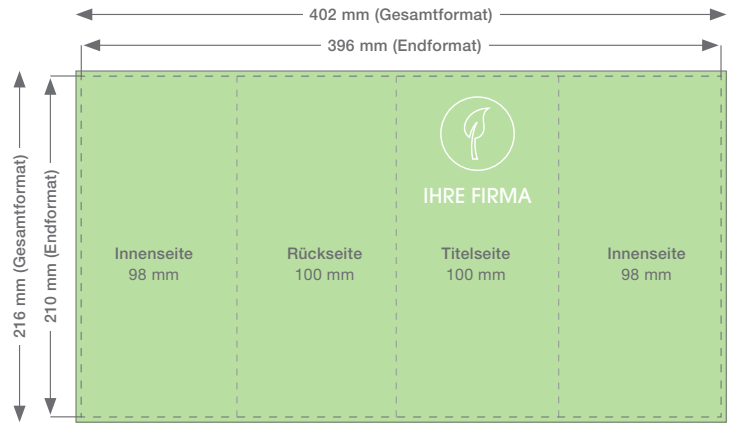 402 mm (Gesamtformat)
396 mm (Endformat)
216 mm (Gesamtformat)
210 mm (Endformat)
IHRE FIRMA
Innenseite
98 mm
Rückseite
100 mm
Titelseite
100 mm
Innenseite
98 mm